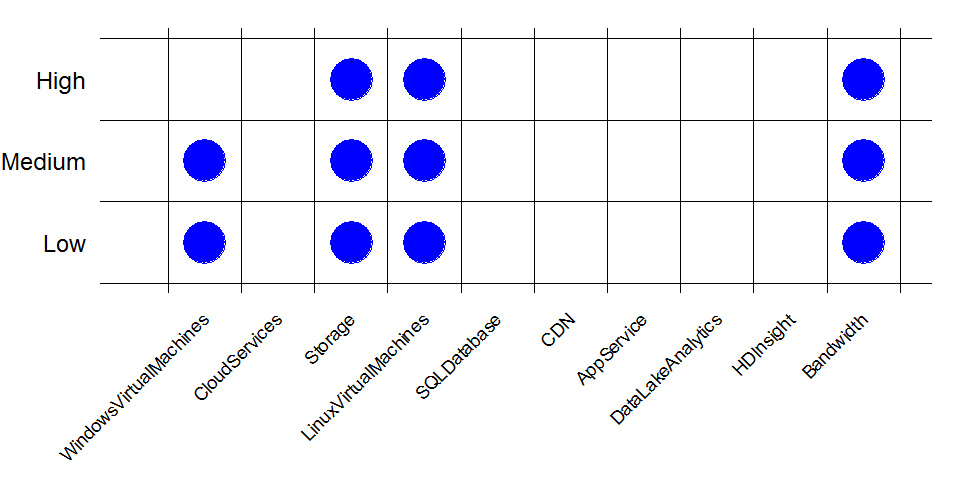 High
Medium
Low
WindowsVirtualMachines
CloudServices
Storage
LinuxVirtualMachines
SQLDatabase
CDN
AppService
DataLakeAnalytics
HDInsight
Bandwidth